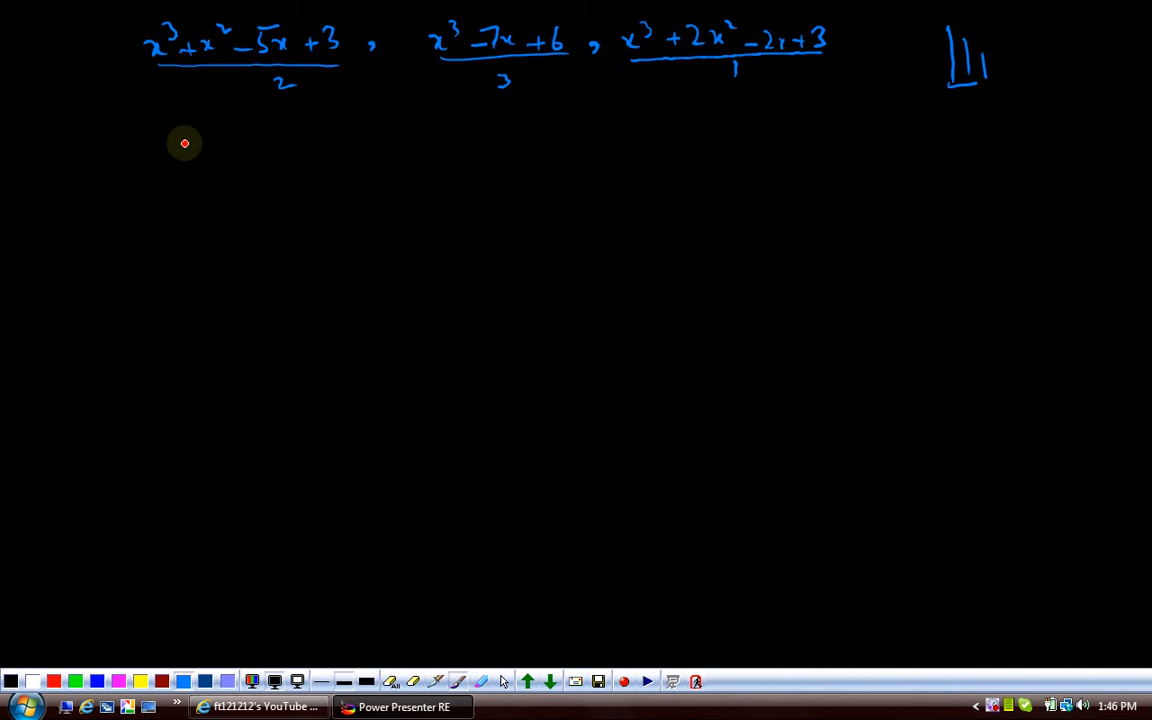 x³ + x² - 5x + 3 , x³ - 7x + 6 , x³ + 2x² - 2x + 3
2 3 1
All
ft121212's YouTube ...
Power Presenter RE
1:46 PM